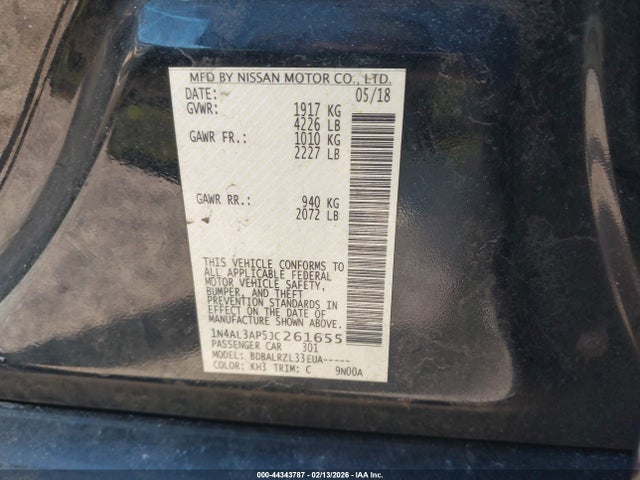 MFD BY NISSAN MOTOR CO., LTD.
DATE: 05/18
GVWR: 1917 KG
4226 LB
GAWR FR.: 1010 KG
2227 LB
GAWR RR.: 940 KG
2072 LB
THIS VEHICLE CONFORMS TO
ALL APPLICABLE FEDERAL
MOTOR VEHICLE SAFETY,
BUMPER, AND THEFT
PREVENTION STANDARDS IN
EFFECT ON THE DATE OF
MANUFACTURE SHOWN ABOVE.
1N4AL3AP5JC261655
PASSENGER CAR 301
MODEL: BDBALRZL33EUA-----
COLOR: KH3 TRIM: C 9N00A
000-44343787 - 02/13/2026 - IAA Inc.